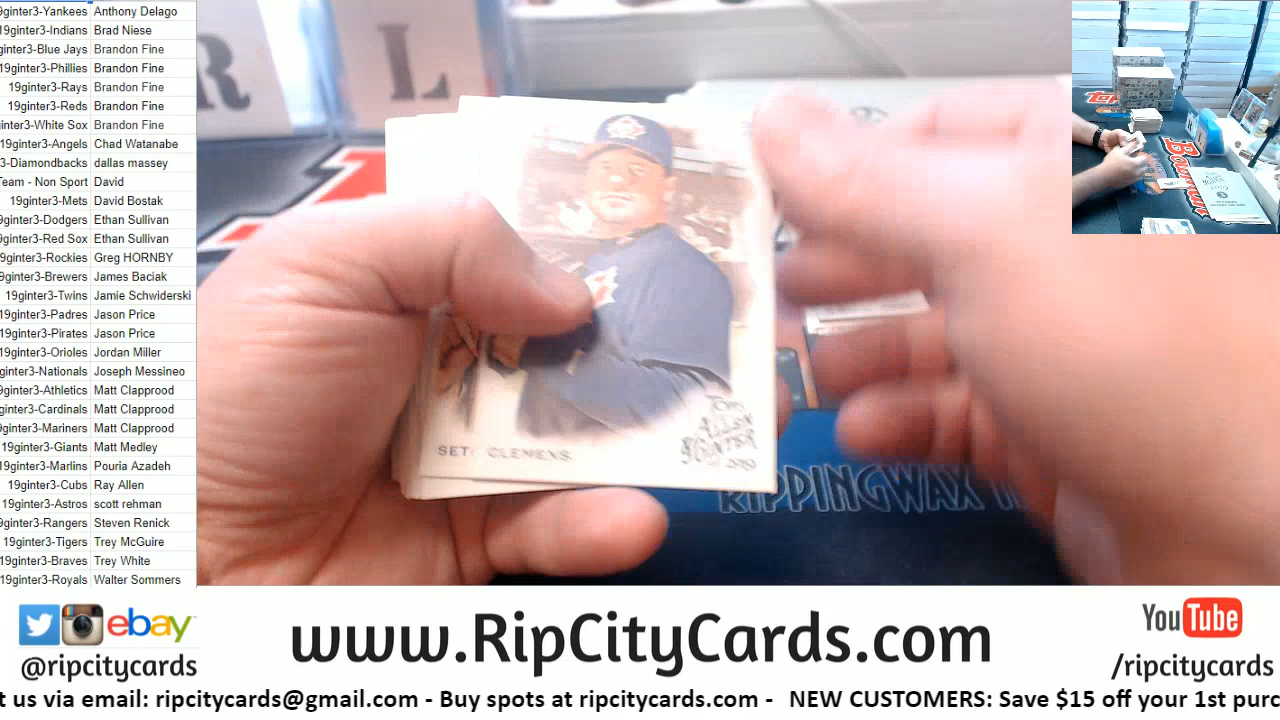 9ginter3-Yankees Anthony Delago
19ginter3-Indians Brad Niese
ginter3-Blue Jays Brandon Fine
19ginter3-Phillies Brandon Fine
19ginter3-Rays Brandon Fine
19ginter3-Reds Brandon Fine
inter3-White Sox Brandon Fine
19ginter3-Angels Chad Watanabe
3-Diamondbacks dallas massey
Team - Non Sport David
19ginter3-Mets David Bostak
9ginter3-Dodgers Ethan Sullivan
9ginter3-Red Sox Ethan Sullivan
9ginter3-Rockies Greg HORNBY
9ginter3-Brewers James Baciak
19ginter3-Twins Jamie Schwiderski
19ginter3-Padres Jason Price
19ginter3-Pirates Jason Price
19ginter3-Orioles Jordan Miller
ginter3-Nationals Joseph Messineo
9ginter3-Athletics Matt Clapprood
ginter3-Cardinals Matt Clapprood
9ginter3-Mariners Matt Clapprood
19ginter3-Giants Matt Medley
19ginter3-Marlins Pouria Azadeh
19ginter3-Cubs Ray Allen
19ginter3-Astros scott rehman
9ginter3-Rangers Steven Renick
19ginter3-Tigers Trey McGuire
19ginter3-Braves Trey White
19ginter3-Royals Walter Sommers
R L
TOPPS
ALLEN
& GINTER
2019
CLEMENS
RIPPINGWAX
Bowman
ebay
@ripcitycards
www.RipCityCards.com
YouTube
/ripcitycards
t us via email: ripcitycards@gmail.com - Buy spots at ripcitycards.com - NEW CUSTOMERS: Save $15 off your 1st purc